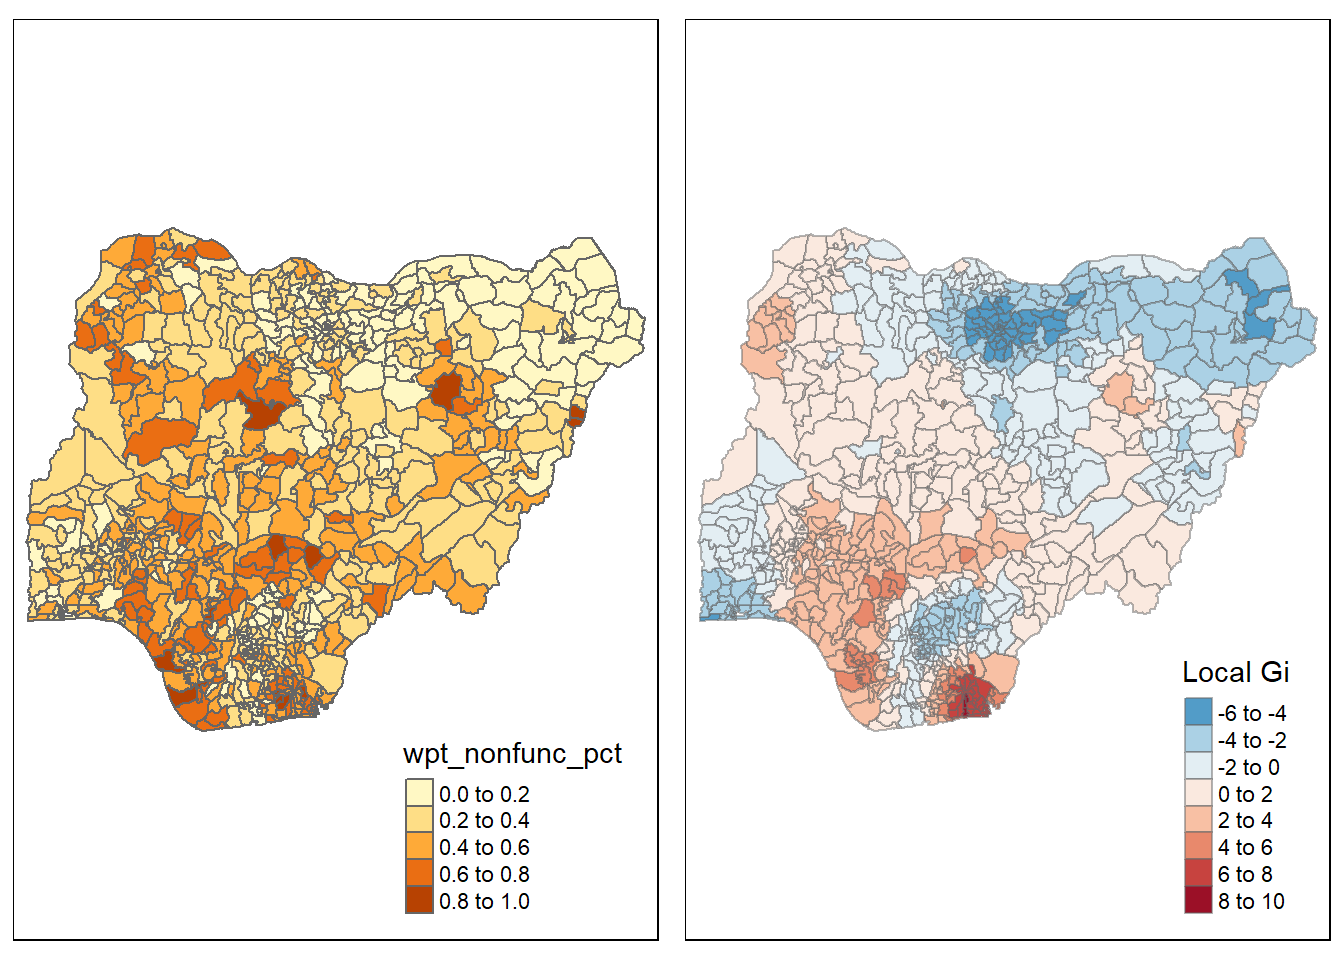 wpt_nonfunc_pct
0.0 to 0.2
0.2 to 0.4
0.4 to 0.6
0.6 to 0.8
0.8 to 1.0
Local Gi
-6 to -4
-4 to -2
-2 to 0
0 to 2
2 to 4
4 to 6
6 to 8
8 to 10